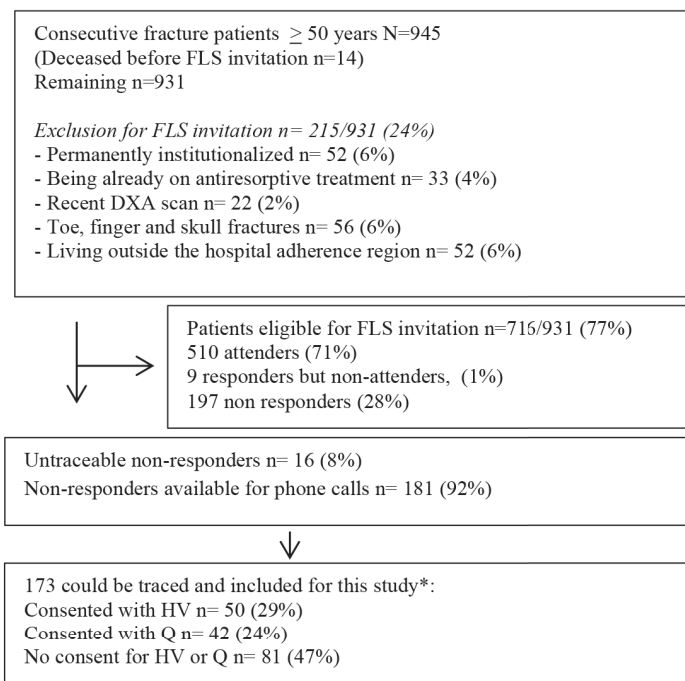 Consecutive fracture patients ≥ 50 years N=945
(Deceased before FLS invitation n=14)
Remaining n=931
Exclusion for FLS invitation n= 215/931 (24%)
- Permanently institutionalized n= 52 (6%)
- Being already on antiresorptive treatment n= 33 (4%)
- Recent DXA scan n= 22 (2%)
- Toe, finger and skull fractures n= 56 (6%)
- Living outside the hospital adherence region n= 52 (6%)
Patients eligible for FLS invitation n=716/931 (77%)
510 attenders (71%)
9 responders but non-attenders, (1%)
197 non responders (28%)
Untraceable non-responders n= 16 (8%)
Non-responders available for phone calls n= 181 (92%)
173 could be traced and included for this study*:
Consented with HV n= 50 (29%)
Consented with Q n= 42 (24%)
No consent for HV or Q n= 81 (47%)